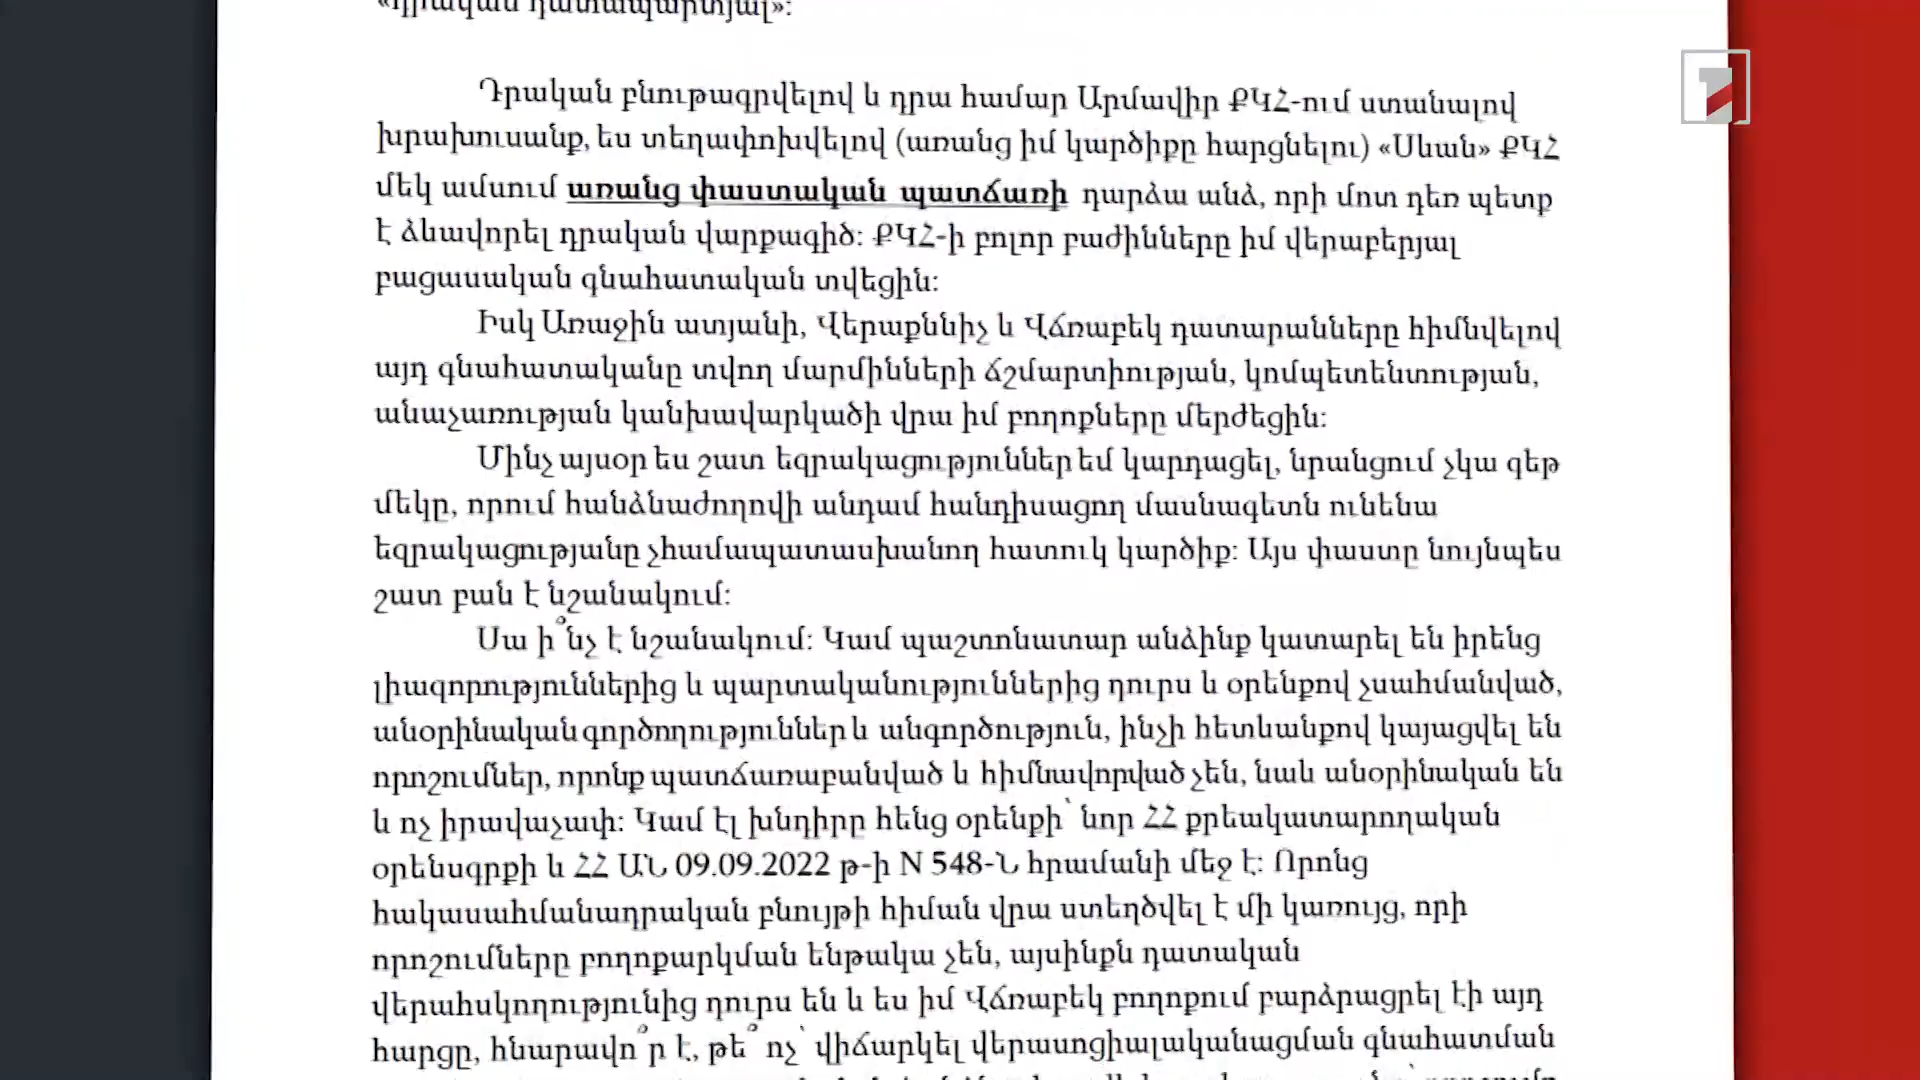 «Դրական դատապարտյալ»:
Դրական բնութագրվելով և դրա համար Արմավիր ՔԿՀ-ում ստանալով
խրախուսանք, ես տեղափոխվելով (առանց իմ կարծիքը հարցնելու) «Սևան» ՔԿՀ
մեկ ամսում առանց փաստական պատճառի դարձա անձ, որի մոտ դեռ պետք
է ձևավորել դրական վարքագիծ: ՔԿՀ-ի բոլոր բաժինները իմ վերաբերյալ
բացասական գնահատական տվեցին:
Իսկ Առաջին ատյանի, Վերաքննիչ և Վճռաբեկ դատարանները հիմնվելով
այդ գնահատականը տվող մարմինների ճշմարտիության, կոմպետենտության,
անաչառության կանխավարկածի վրա իմ բողոքները մերժեցին:
Մինչ այսօր ես շատ եզրակացություններ եմ կարդացել, նրանցում չկա գեթ
մեկը, որում հանձնաժողովի անդամ հանդիսացող մասնագետն ունենա
եզրակացությանը չհամապատասխանող հատուկ կարծիք: Այս փաստը նույնպես
շատ բան է նշանակում:
Սա ի՞նչ է նշանակում: Կամ պաշտոնատար անձինք կատարել են իրենց
լիազորություններից և պարտականություններից դուրս և օրենքով չսահմանված,
անօրինական գործողություններ և անգործություն, ինչի հետևանքով կայացվել են
որոշումներ, որոնք պատճառաբանված և հիմնավորված չեն, նաև անօրինական են
և ոչ իրավաչափ: Կամ էլ խնդիրը հենց օրենքի՝ նոր ՀՀ քրեակատարողական
օրենսգրքի և ՀՀ ԱՆ 09.09.2022 թ-ի N 548-Ն հրամանի մեջ է: Որոնց
հակասահմանադրական բնույթի հիման վրա ստեղծվել է մի կառույց, որի
որոշումները բողոքարկման ենթակա չեն, այսինքն դատական
վերահսկողությունից դուրս են և ես իմ Վճռաբեկ բողոքում բարձրացրել էի այդ
հարցը, հնարավո՞ր է, թե՞ ոչ՝ վիճարկել վերասոցիալականացման գնահատման